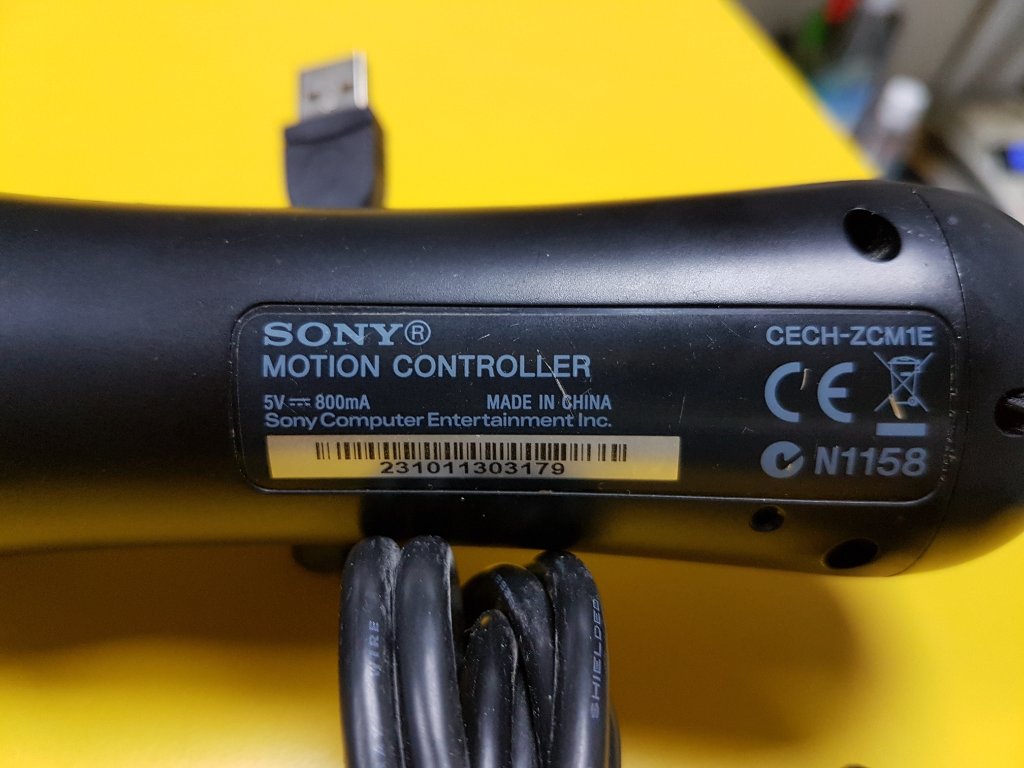 SONY®
MOTION CONTROLLER
5V⎓800mA
MADE IN CHINA
Sony Computer Entertainment Inc.
231011303179
CECH-ZCM1E
CE
N1158
WIRE
SHIELDED